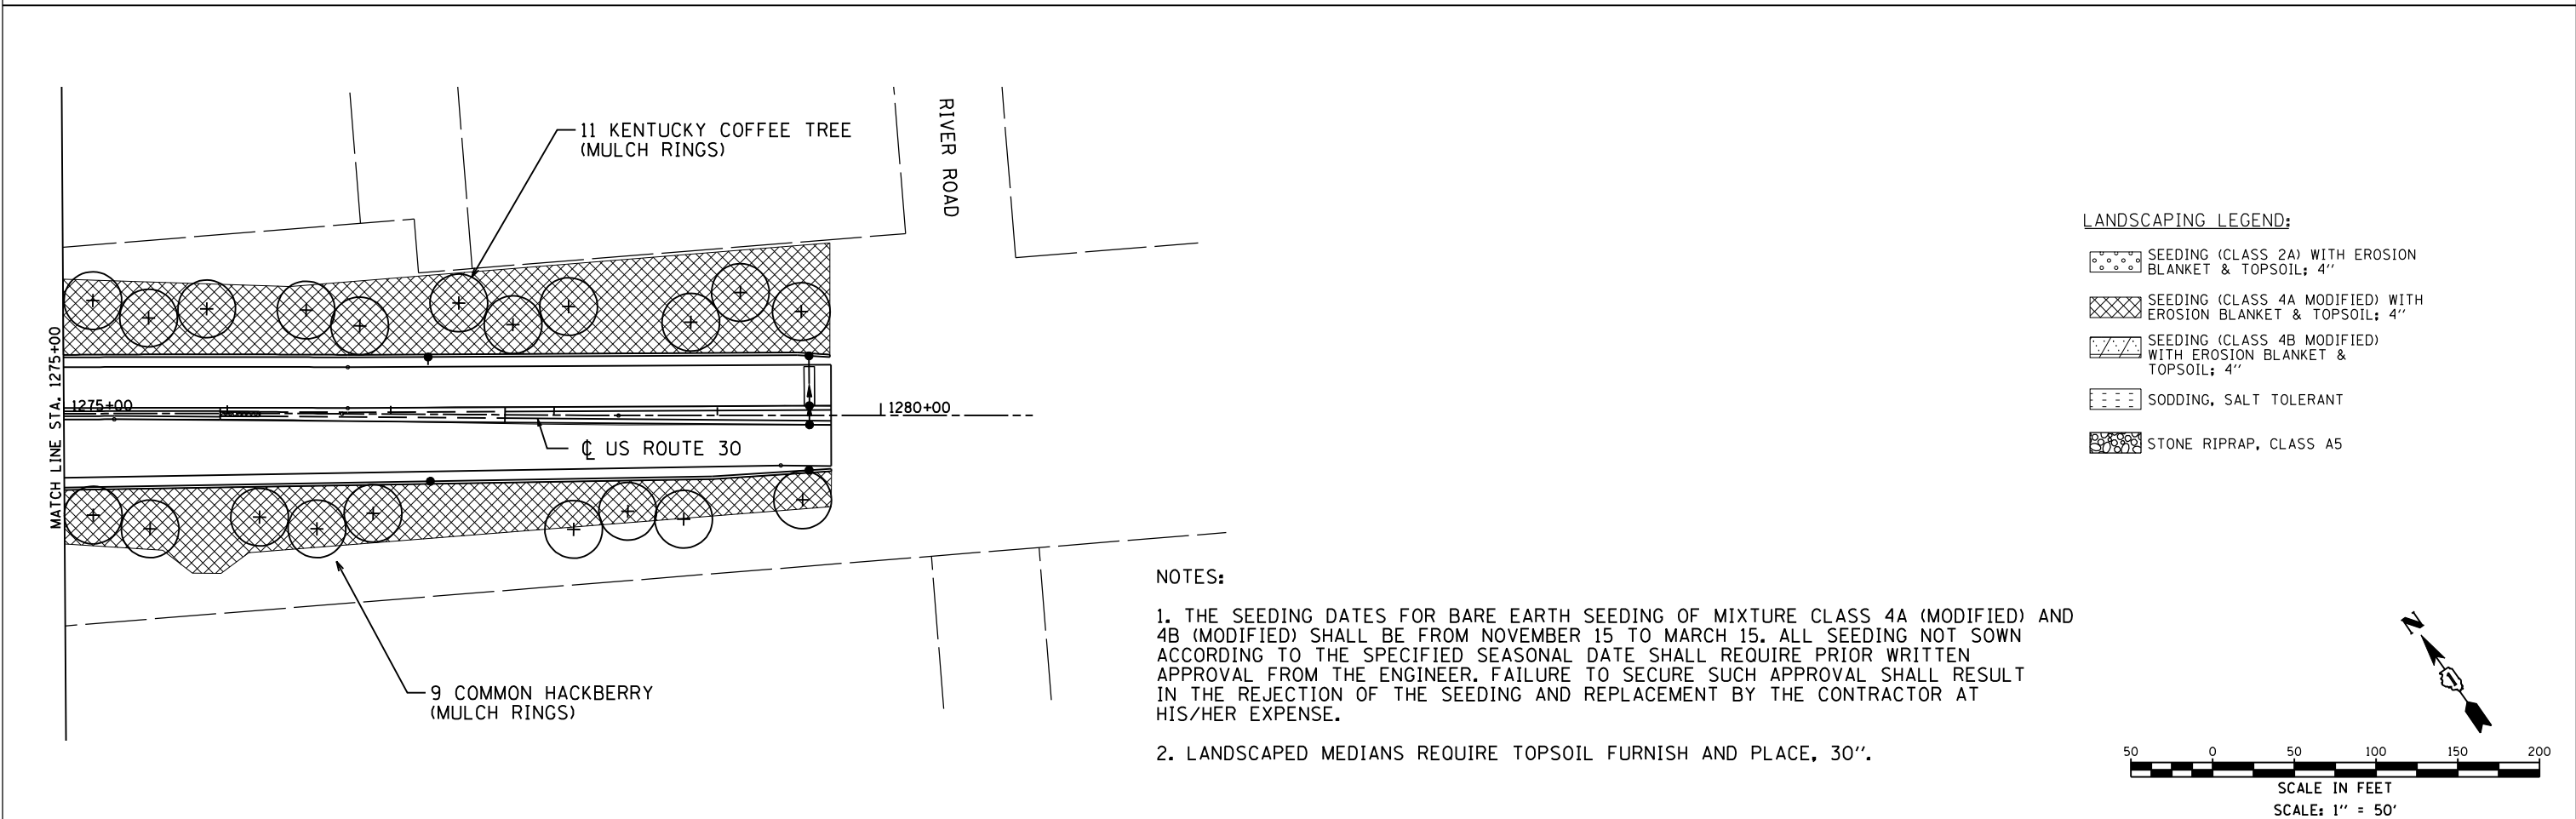 RIVER ROAD
11 KENTUCKY COFFEE TREE
(MULCH RINGS)
MATCH LINE STA. 1275+00
1275+00
1280+00
℄ US ROUTE 30
9 COMMON HACKBERRY
(MULCH RINGS)
LANDSCAPING LEGEND:
SEEDING (CLASS 2A) WITH EROSION
BLANKET & TOPSOIL; 4''
SEEDING (CLASS 4A MODIFIED) WITH
EROSION BLANKET & TOPSOIL; 4''
SEEDING (CLASS 4B MODIFIED)
WITH EROSION BLANKET &
TOPSOIL; 4''
SODDING, SALT TOLERANT
STONE RIPRAP, CLASS A5
NOTES:
1. THE SEEDING DATES FOR BARE EARTH SEEDING OF MIXTURE CLASS 4A (MODIFIED) AND
4B (MODIFIED) SHALL BE FROM NOVEMBER 15 TO MARCH 15. ALL SEEDING NOT SOWN
ACCORDING TO THE SPECIFIED SEASONAL DATE SHALL REQUIRE PRIOR WRITTEN
APPROVAL FROM THE ENGINEER. FAILURE TO SECURE SUCH APPROVAL SHALL RESULT
IN THE REJECTION OF THE SEEDING AND REPLACEMENT BY THE CONTRACTOR AT
HIS/HER EXPENSE.
2. LANDSCAPED MEDIANS REQUIRE TOPSOIL FURNISH AND PLACE, 30''.
N
50 0 50 100 150 200
SCALE IN FEET
SCALE: 1'' = 50'